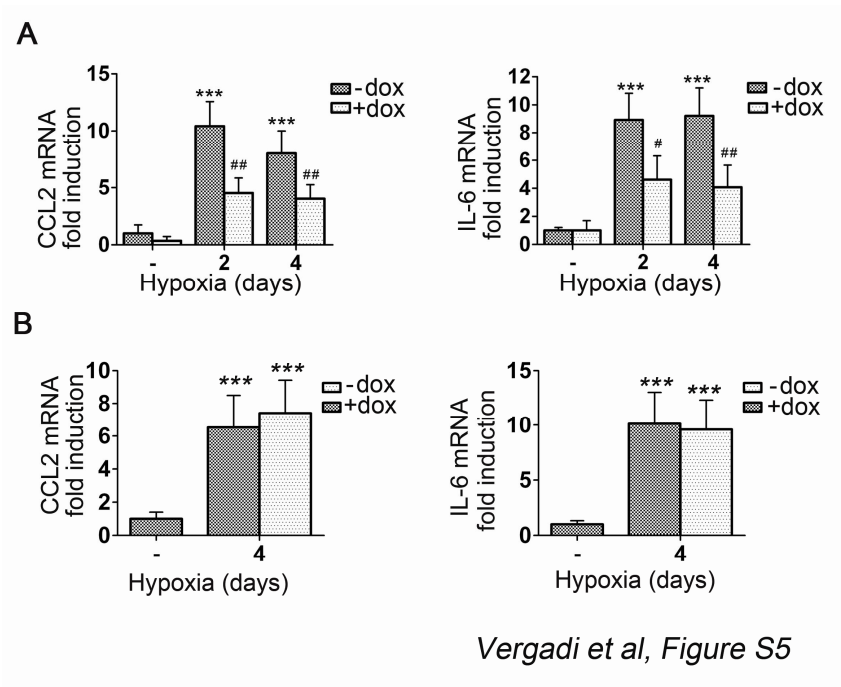 A
CCL2 mRNA
fold induction
15
10
5
0
***
##
***
##
-dox
+dox
-
2
4
Hypoxia (days)
IL-6 mRNA
fold induction
12
10
8
6
4
2
0
***
#
***
##
-dox
+dox
-
2
4
Hypoxia (days)
B
CCL2 mRNA
fold induction
10
8
6
4
2
0
***
***
-dox
+dox
-
4
Hypoxia (days)
IL-6 mRNA
fold induction
15
10
5
0
***
***
-dox
+dox
-
4
Hypoxia (days)
Vergadi et al, Figure S5